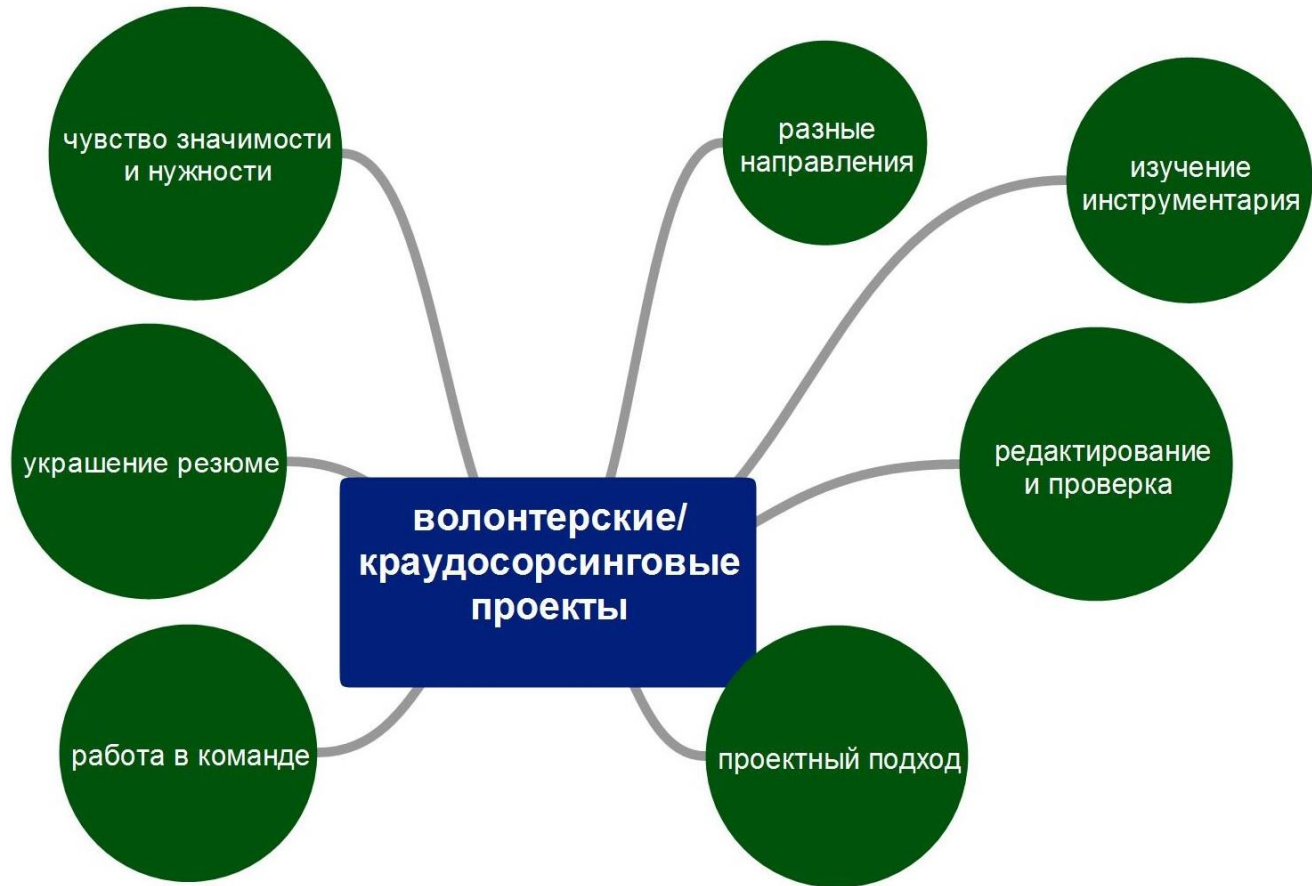 чувство значимости
и нужности
разные
направления
изучение
инструментария
украшение резюме
редактирование
и проверка
волонтерские/
краудосорсинговые
проекты
работа в команде
проектный подход